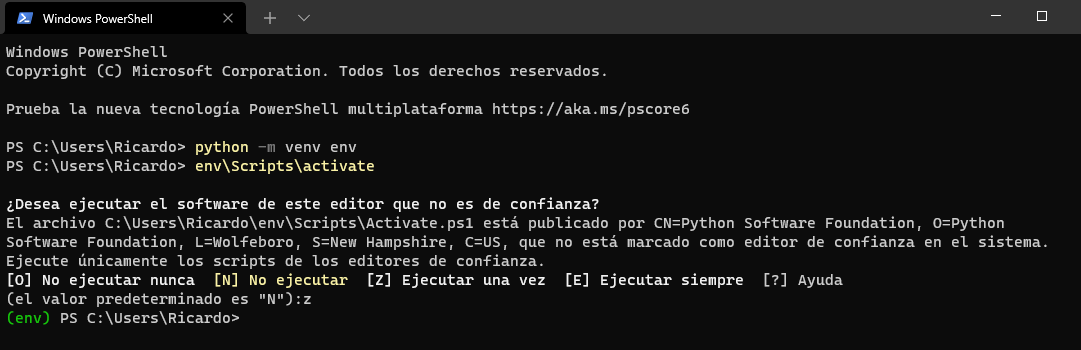 Windows PowerShell
Windows PowerShell
Copyright (C) Microsoft Corporation. Todos los derechos reservados.
Prueba la nueva tecnología PowerShell multiplataforma https://aka.ms/pscore6
PS C:\Users\Ricardo> python -m venv env
PS C:\Users\Ricardo> env\Scripts\activate
¿Desea ejecutar el software de este editor que no es de confianza?
El archivo C:\Users\Ricardo\env\Scripts\Activate.ps1 está publicado por CN=Python Software Foundation, O=Python
Software Foundation, L=Wolfeboro, S=New Hampshire, C=US, que no está marcado como editor de confianza en el sistema.
Ejecute únicamente los scripts de los editores de confianza.
[O] No ejecutar nunca  [N] No ejecutar  [Z] Ejecutar una vez  [E] Ejecutar siempre  [?] Ayuda
(el valor predeterminado es "N"):z
(env) PS C:\Users\Ricardo>